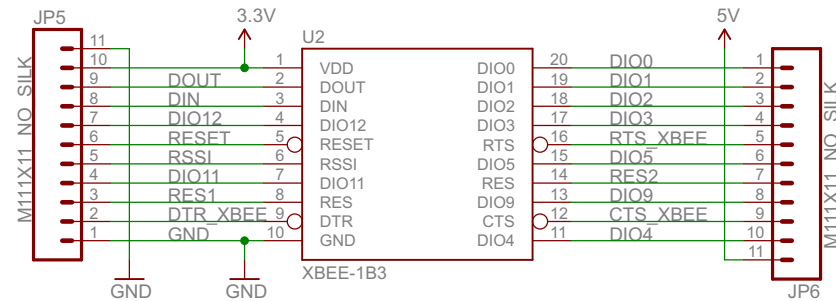 JP5
3.3V
5V
U2
M111X11 NO_SILK
11
10
9
8
7
6
5
4
3
2
1
DOUT
DIN
DIO12
RESET
RSSI
DIO11
RES1
DTR_XBEE
GND
1
2
3
4
5
6
7
8
9
10
VDD
DOUT
DIN
DIO12
RESET
RSSI
DIO11
RES
DTR
GND
DIO0
DIO1
DIO2
DIO3
RTS
DIO5
RES
DIO9
CTS
DIO4
20
19
18
17
16
15
14
13
12
11
DIO0
DIO1
DIO2
DIO3
RTS_XBEE
DIO5
RES2
DIO9
CTS_XBEE
DIO4
1
2
3
4
5
6
7
8
9
10
11
M111X11 NO_SILK
XBEE-1B3
GND
GND
JP6